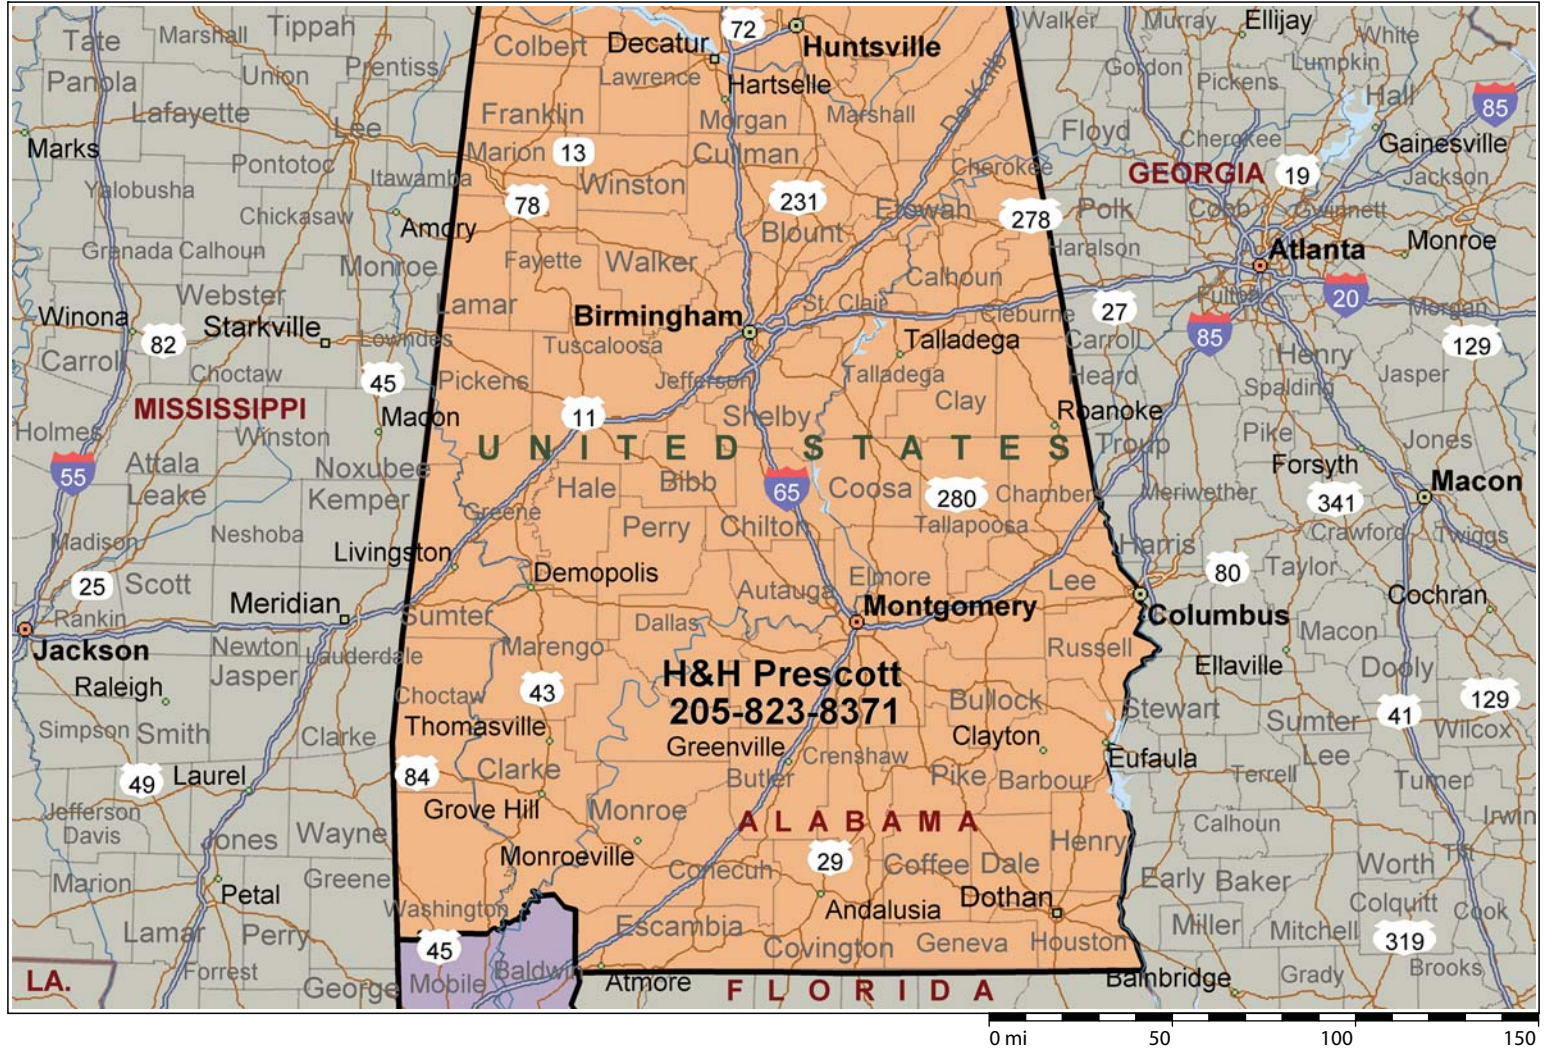 Tate
Marshall
Tippah
Colbert
Decatur
72
Huntsville
Walker
Murray
Ellijay
White
Panola
Union
Prentiss
Lawrence
Hartselle
De Kalb
Gordon
Pickens
Lumpkin
Hall
85
Lafayette
Lee
Franklin
Morgan
Marshall
Floyd
Cherokee
Gainesville
Marks
Pontotoc
Itawamba
Marion
13
Cullman
Cherokee
GEORGIA
19
Jackson
Yalobusha
Chickasaw
Amory
78
Winston
231
Etowah
278
Polk
Cobb
Gwinnett
Grenada
Calhoun
Monroe
Fayette
Walker
Blount
Calhoun
Haralson
Atlanta
Monroe
Webster
Lamar
Birmingham
St. Clair
Cleburne
27
Fulton
20
Morgan
Winona
82
Starkville
Lowndes
Tuscaloosa
Talladega
Carroll
85
Henry
129
Carroll
Choctaw
45
Pickens
Jefferson
Talladega
Heard
Spalding
Jasper
MISSISSIPPI
Macon
11
Shelby
Clay
Roanoke
Holmes
Winston
UNITED STATES
Troup
Pike
Jones
55
Attala
Noxubee
Forsyth
Leake
Kemper
Hale
Bibb
65
Coosa
280
Chambers
Meriwether
341
Macon
Madison
Neshoba
Greene
Perry
Chilton
Tallapoosa
Harris
Crawford
Twiggs
Livingston
25
Scott
Demopolis
Autauga
Elmore
Lee
80
Taylor
Cochran
Rankin
Meridian
Sumter
Dallas
Montgomery
Columbus
Macon
Jackson
Newton
Lauderdale
Marengo
Russell
Ellaville
Dooly
Raleigh
Jasper
Choctaw
43
H&H Prescott
205-823-8371
Bullock
Stewart
Sumter
41
129
Simpson
Smith
Clarke
Thomasville
Greenville
Crenshaw
Clayton
Eufaula
Lee
Wilcox
49
Laurel
84
Clarke
Butler
Pike
Barbour
Terrell
Turner
Jefferson
Davis
Grove Hill
Monroe
ALABAMA
Calhoun
Irwin
Jones
Wayne
Monroeville
Conecuh
29
Coffee
Dale
Henry
Worth
Tift
Marion
Greene
Petal
Washington
Andalusia
Dothan
Early
Baker
Colquitt
Cook
Lamar
Perry
45
Escambia
Covington
Geneva
Houston
Miller
Mitchell
319
LA.
Forrest
George
Mobile
Baldwin
Atmore
FLORIDA
Bainbridge
Grady
Brooks
0 mi
50
100
150